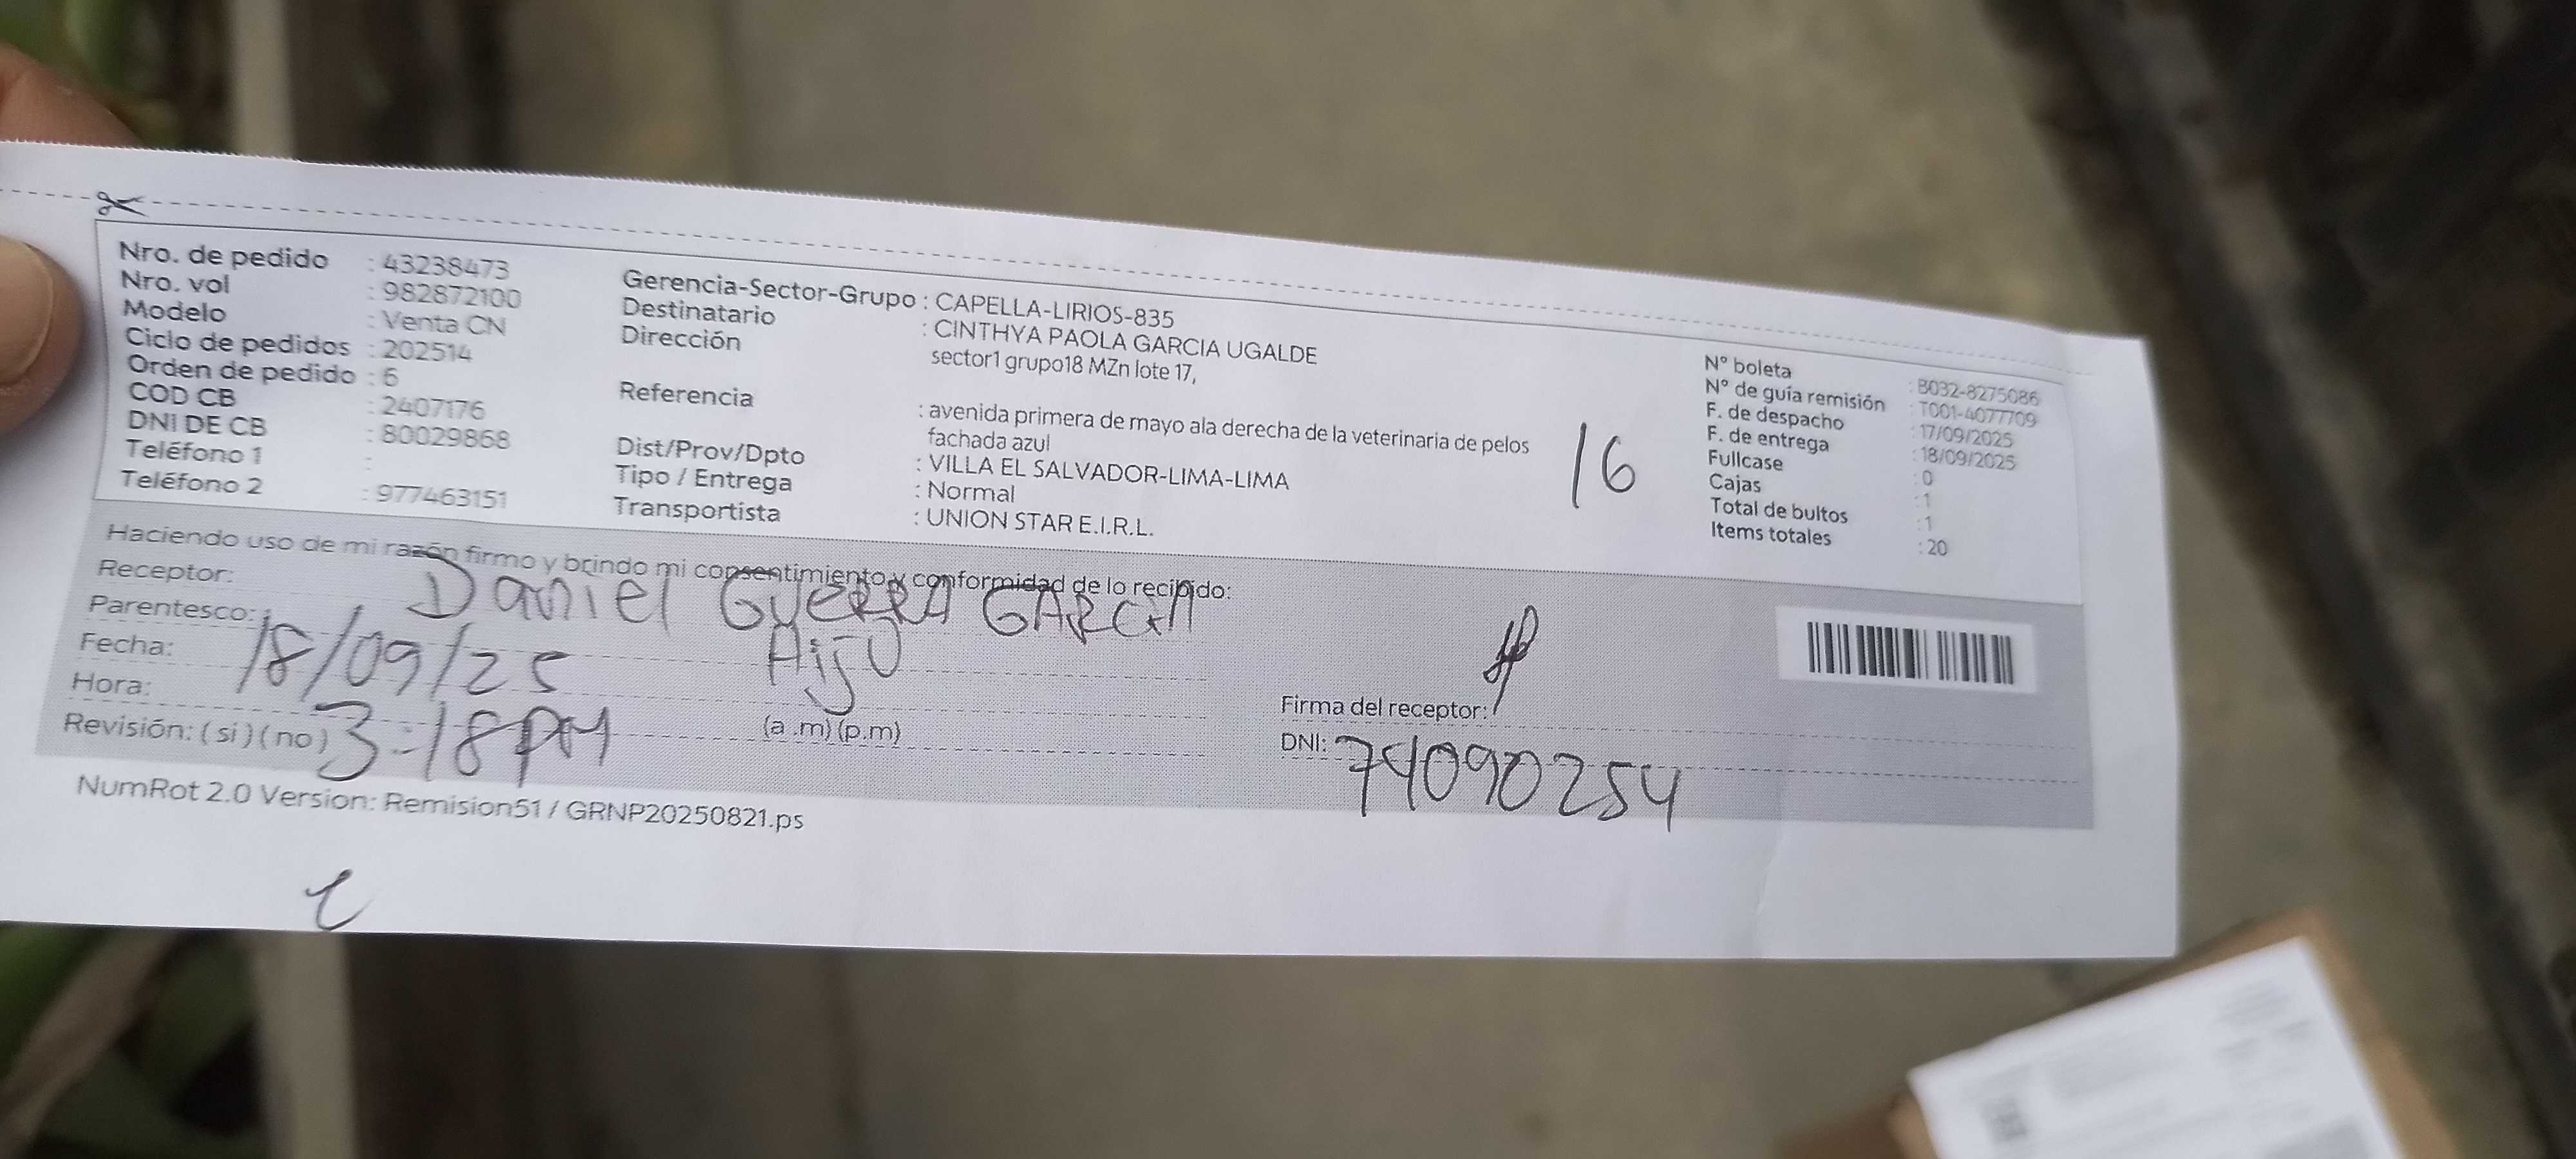 Nro. de pedido : 43238473
Nro. vol : 982872100
Modelo : Venta CN
Ciclo de pedidos : 202514
Orden de pedido : 6
COD CB : 2407176
DNI DE CB : 80029868
Teléfono 1 :
Teléfono 2 : 977463151
Gerencia-Sector-Grupo : CAPELLA-LIRIOS-835
Destinatario : CINTHYA PAOLA GARCIA UGALDE
Dirección sector1 grupo18 MZn lote 17,
Referencia : avenida primera de mayo ala derecha de la veterinaria de pelos
fachada azul
Dist/Prov/Dpto : VILLA EL SALVADOR-LIMA-LIMA
Tipo / Entrega : Normal
Transportista : UNION STAR E.I.R.L.
16
N° boleta : B032-8275086
N° de guía remisión : T001-4077709
F. de despacho : 17/09/2025
F. de entrega : 18/09/2025
Fullcase : 0
Cajas : 1
Total de bultos : 1
Items totales : 20
Haciendo uso de mi razón firmo y brindo mi consentimiento y conformidad de lo recibido:
Receptor: Daniel GUERRA GARCIA
Parentesco: Hijo
Fecha: 18/09/25
Hora: 3:18 PM (a .m) (p.m)
Revisión: ( si ) ( no )
Firma del receptor:
DNI: 74090254
NumRot 2.0 Version: Remision51 / GRNP20250821.ps